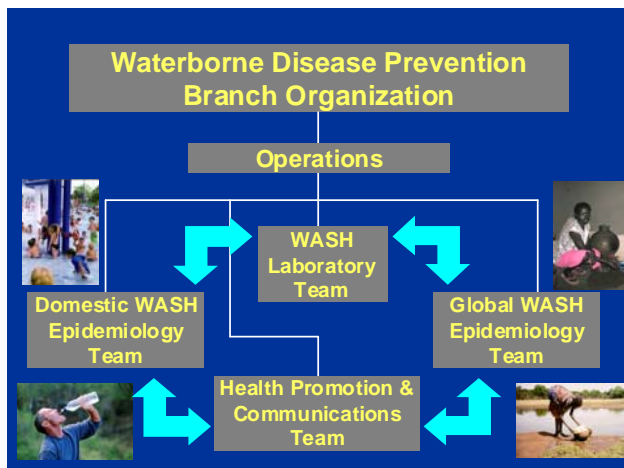 Waterborne Disease Prevention
Branch Organization
Operations
WASH
Laboratory
Team
Domestic WASH
Epidemiology
Team
Global WASH
Epidemiology
Team
Health Promotion &
Communications
Team